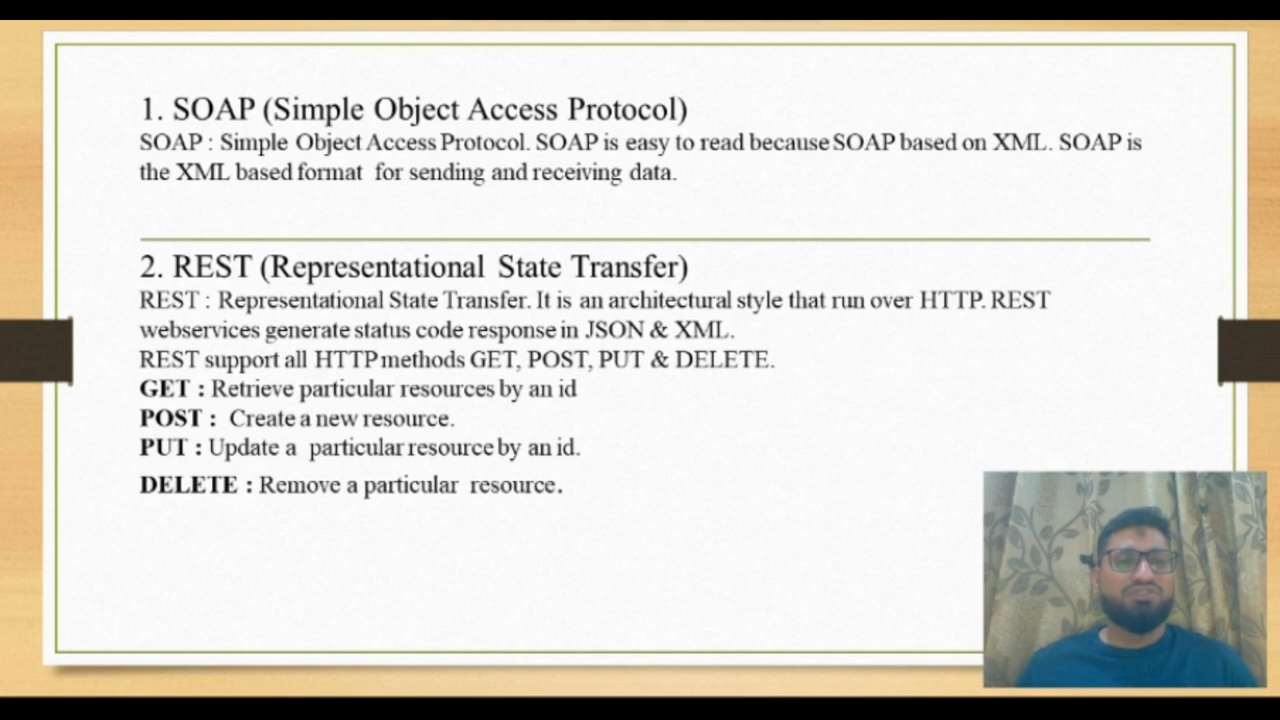 1. SOAP (Simple Object Access Protocol)
SOAP : Simple Object Access Protocol. SOAP is easy to read because SOAP based on XML. SOAP is
the XML based format for sending and receiving data.
2. REST (Representational State Transfer)
REST : Representational State Transfer. It is an architectural style that run over HTTP. REST
webservices generate status code response in JSON & XML.
REST support all HTTP methods GET, POST, PUT & DELETE.
GET : Retrieve particular resources by an id
POST : Create a new resource.
PUT : Update a particular resource by an id.
DELETE : Remove a particular resource.